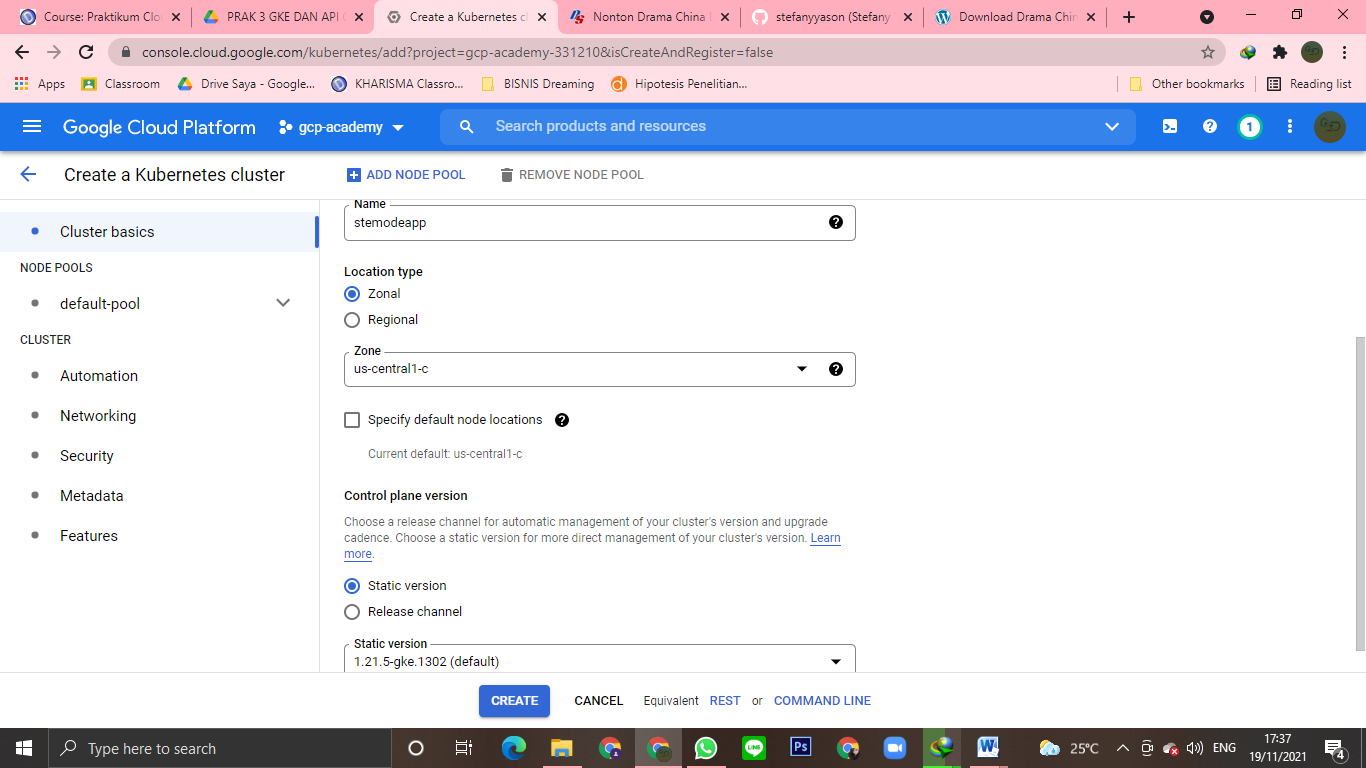 Course: Praktikum Clo
PRAK 3 GKE DAN API
Create a Kubernetes cl
Nonton Drama China
stefanyyason (Stefany
Download Drama Chin
console.cloud.google.com/kubernetes/add?project=gcp-academy-331210&isCreateAndRegister=false
Apps
Classroom
Drive Saya - Google...
KHARISMA Classro...
BISNIS Dreaming
Hipotesis Penelitian...
Other bookmarks
Reading list
Google Cloud Platform
gcp-academy
Search products and resources
1
Create a Kubernetes cluster
ADD NODE POOL
REMOVE NODE POOL
Cluster basics
NODE POOLS
default-pool
CLUSTER
Automation
Networking
Security
Metadata
Features
Name
stemodeapp
Location type
Zonal
Regional
Zone
us-central1-c
Specify default node locations
Current default: us-central1-c
Control plane version
Choose a release channel for automatic management of your cluster's version and upgrade
cadence. Choose a static version for more direct management of your cluster's version. Learn
more.
Static version
Release channel
Static version
1.21.5-gke.1302 (default)
CREATE
CANCEL
Equivalent REST or COMMAND LINE
Type here to search
25°C
ENG
17:37
19/11/2021
4